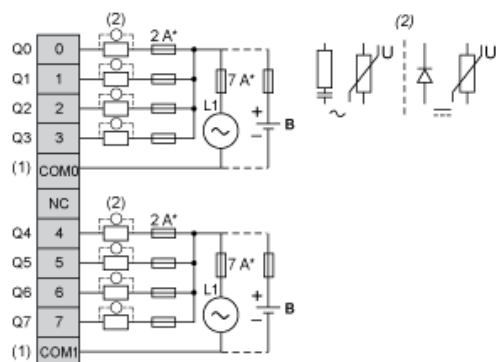 (2) (2)
Q0 0 2 A*
Q1 1 7 A*
Q2 2 L1 + B
Q3 3 −
(1) COM0
NC
(2)
Q4 4 2 A*
Q5 5 7 A*
Q6 6 L1 + B
Q7 7 −
(1) COM1
U U